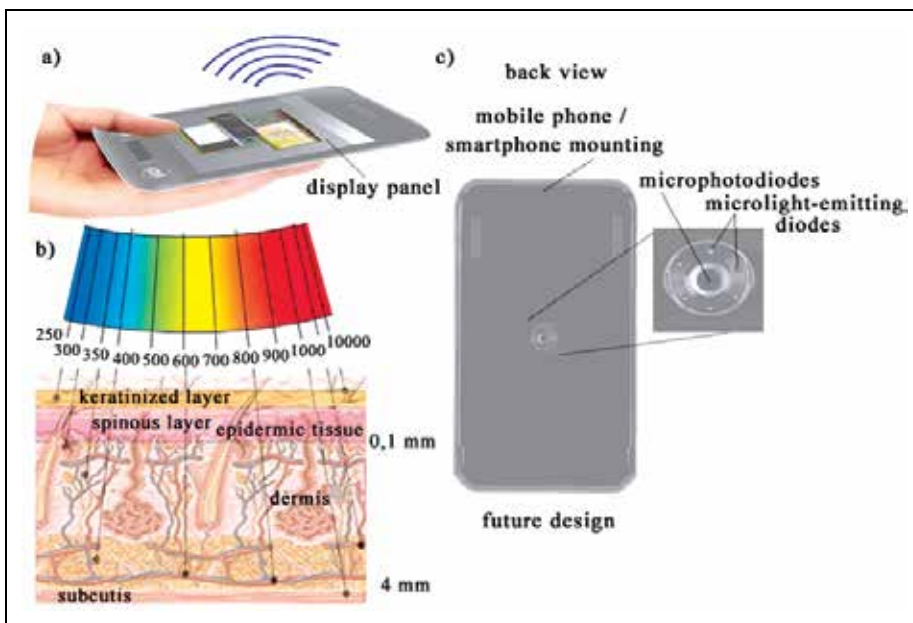 a)
display panel
b)
250
300
350
400
500
600
700
800
900
1000
10000
keratinized layer
spinous layer
epidermic tissue
0,1 mm
dermis
4 mm
subcutis
c)
back view
mobile phone /
smartphone mounting
microphotodiodes
microlight-emitting
diodes
future design